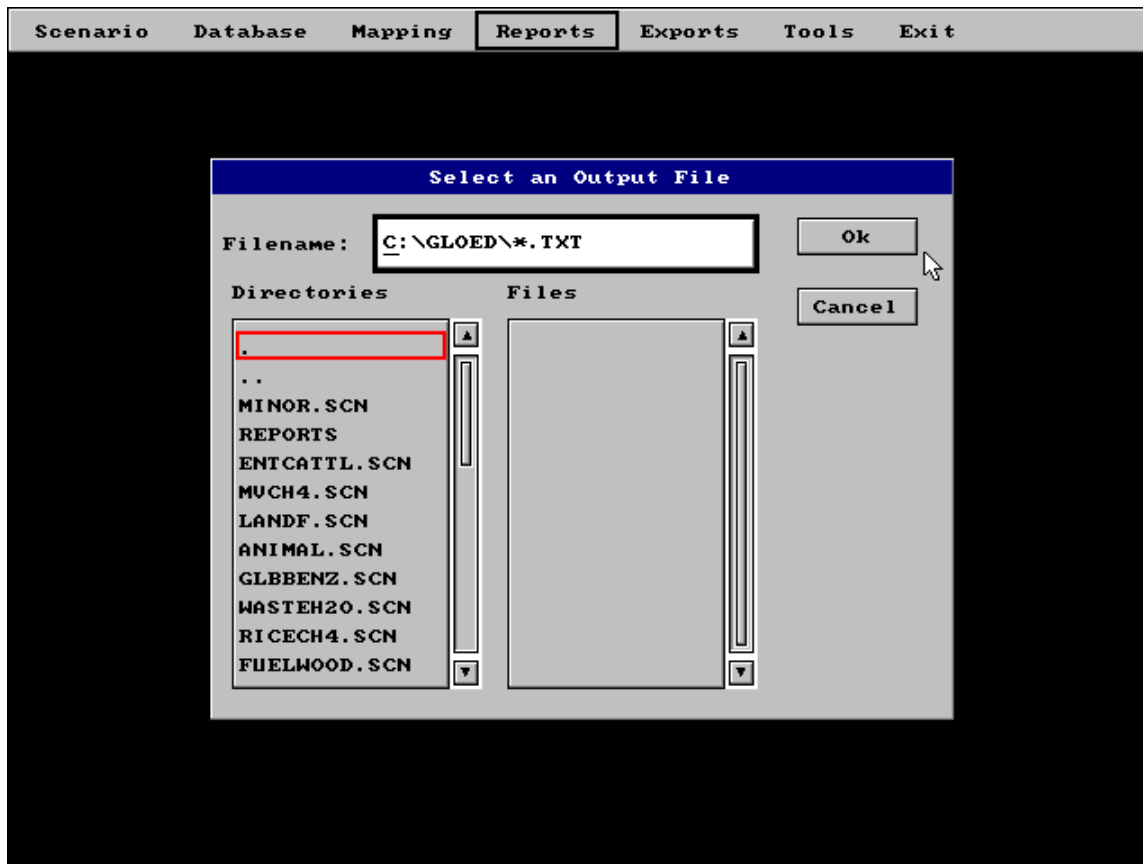 Scenario Database Mapping Reports Exports Tools Exit
Select an Output File
Filename: C:\GLOED\*.TXT Ok
Directories Files
Cancel
.
..
MINOR.SCN
REPORTS
ENTCATTL.SCN
MVCH4.SCN
LANDF.SCN
ANIMAL.SCN
GLBBENZ.SCN
WASTEH2O.SCN
RICECH4.SCN
FUELWOOD.SCN